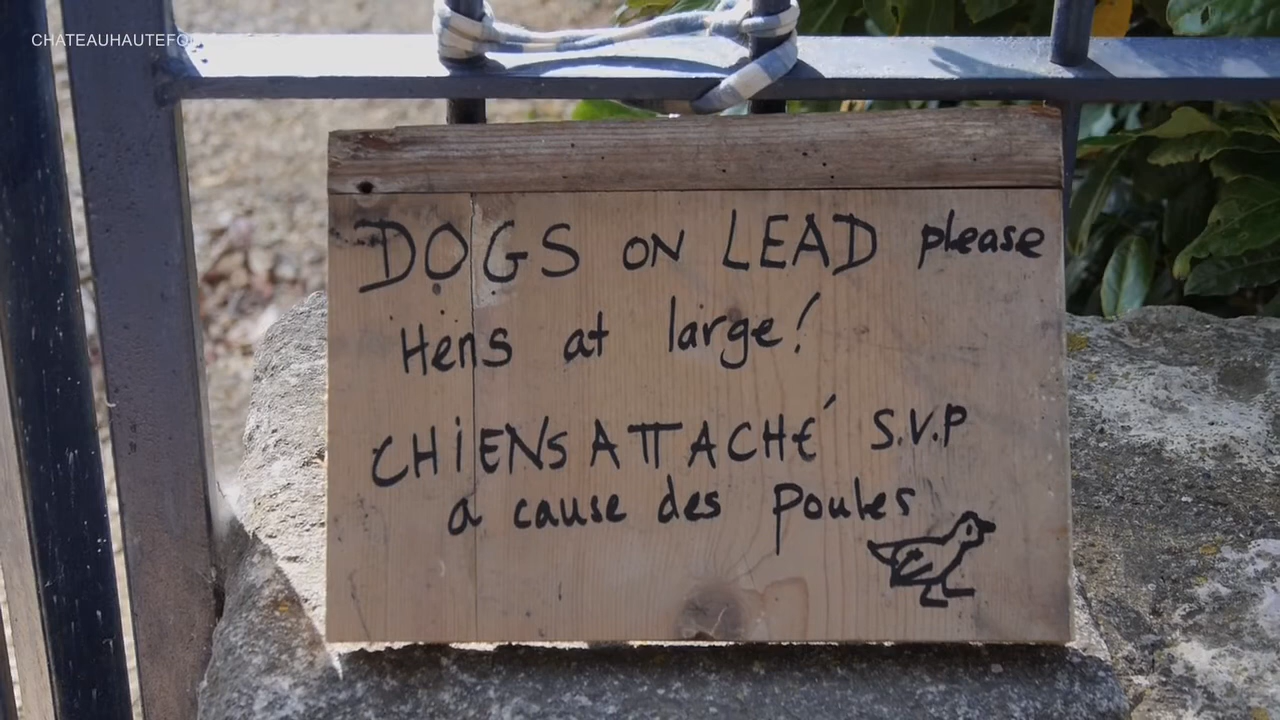 CHATEAUHAUTEFO
DOGS ON LEAD please
Hens at large!
CHiENS ATTACHÉ S.V.P
a cause des Poules